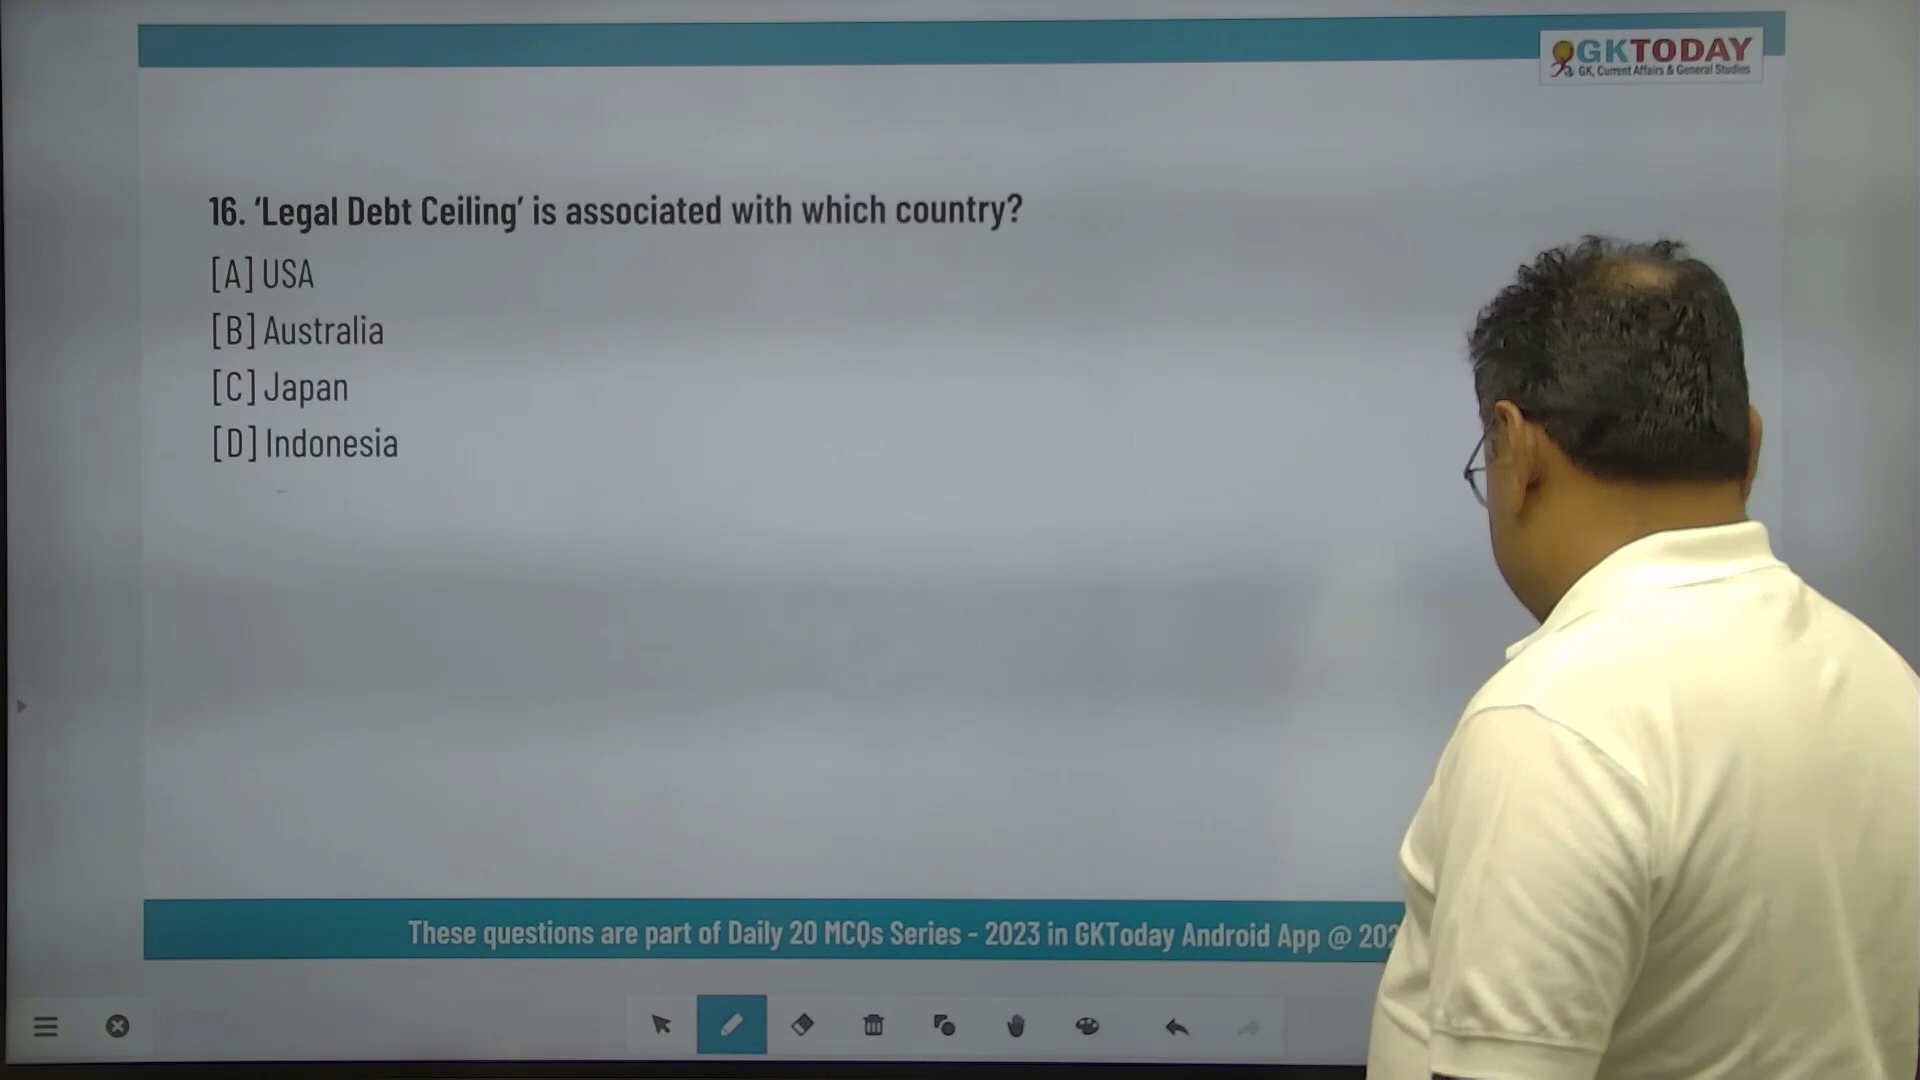 GKTODAY
GK, Current Affairs & General Studies
16. ‘Legal Debt Ceiling’ is associated with which country?
[A] USA
[B] Australia
[C] Japan
[D] Indonesia
These questions are part of Daily 20 MCQs Series - 2023 in GKToday Android App @